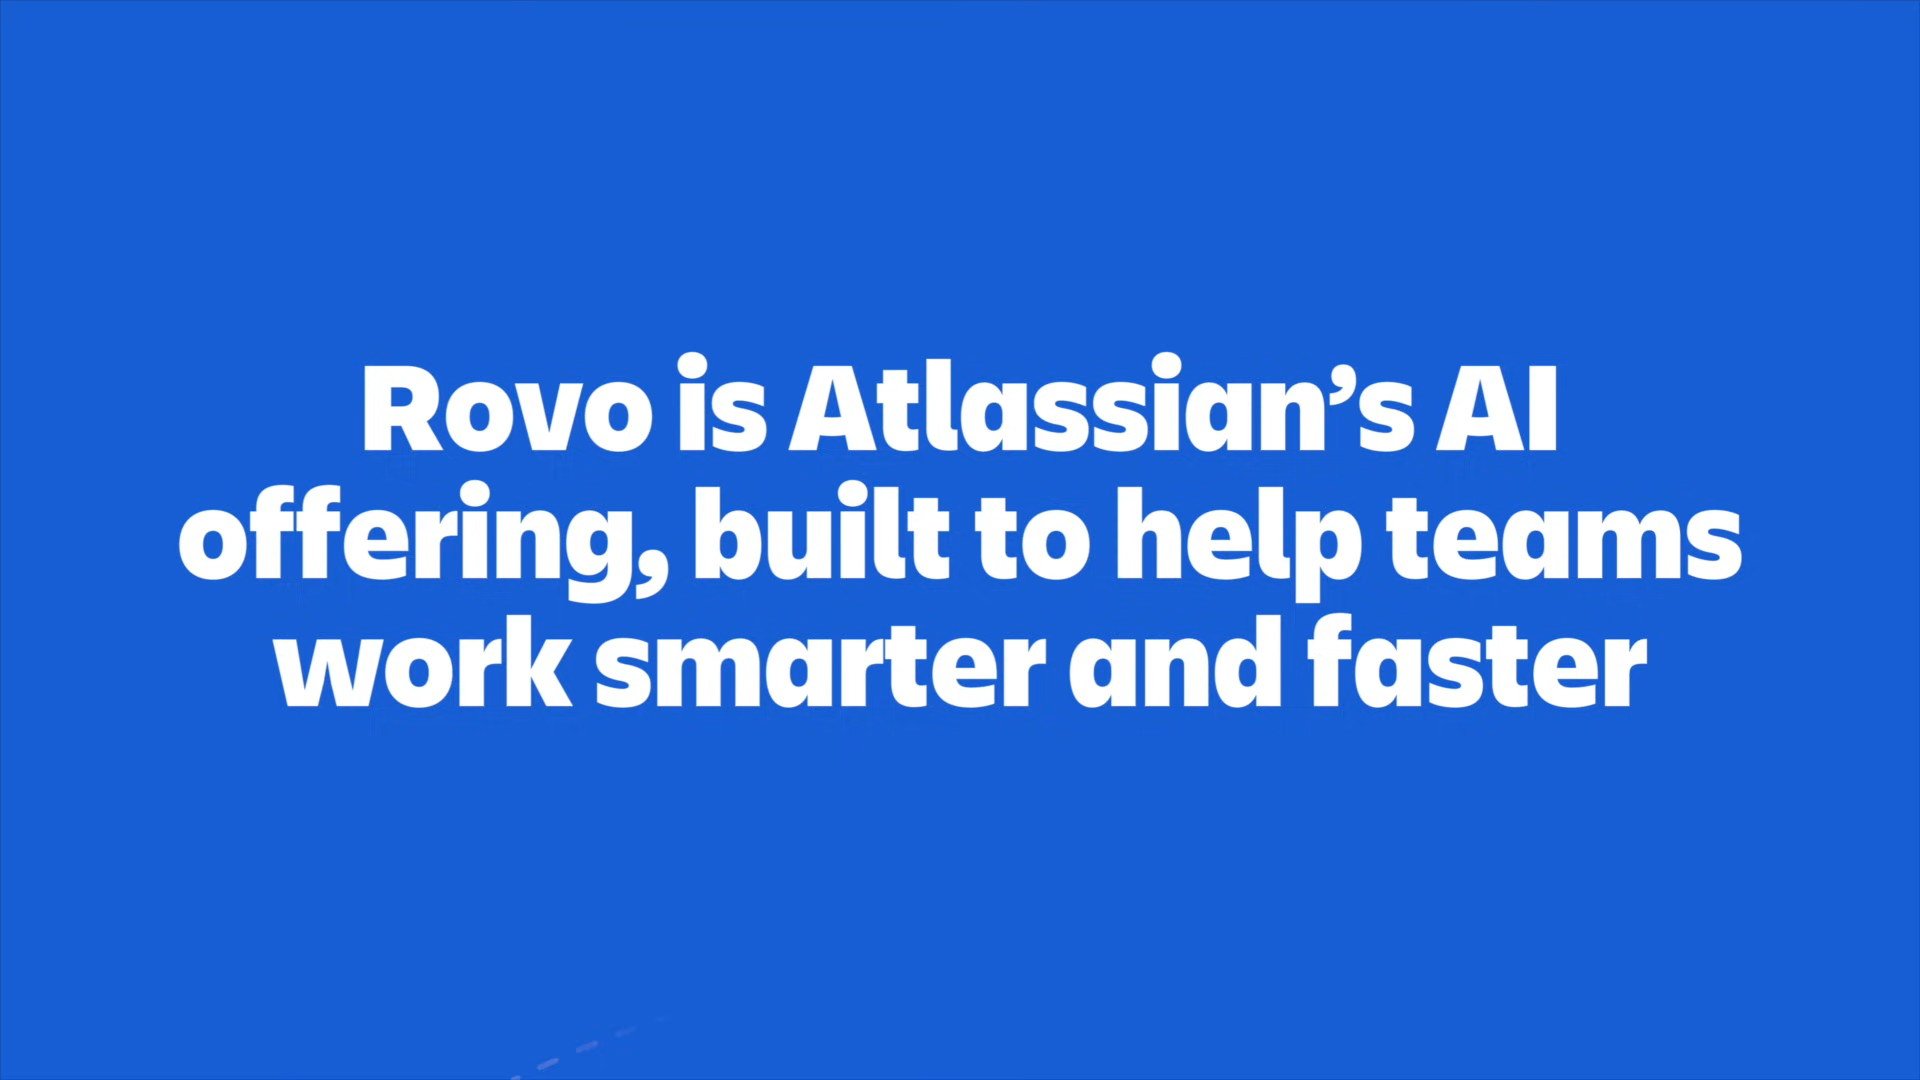 Rovo is Atlassian’s AI
offering, built to help teams
work smarter and faster